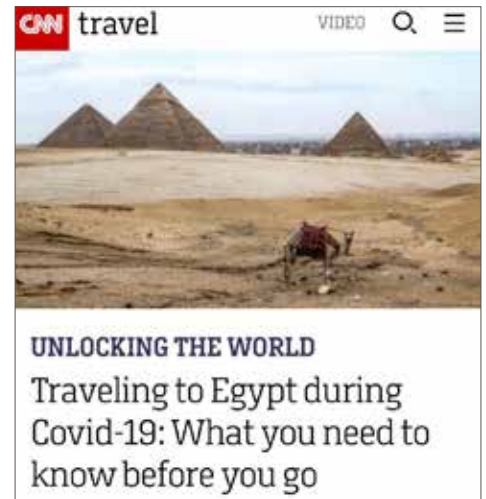 CNN travel VIDEO
UNLOCKING THE WORLD
Traveling to Egypt during
Covid-19: What you need to
know before you go